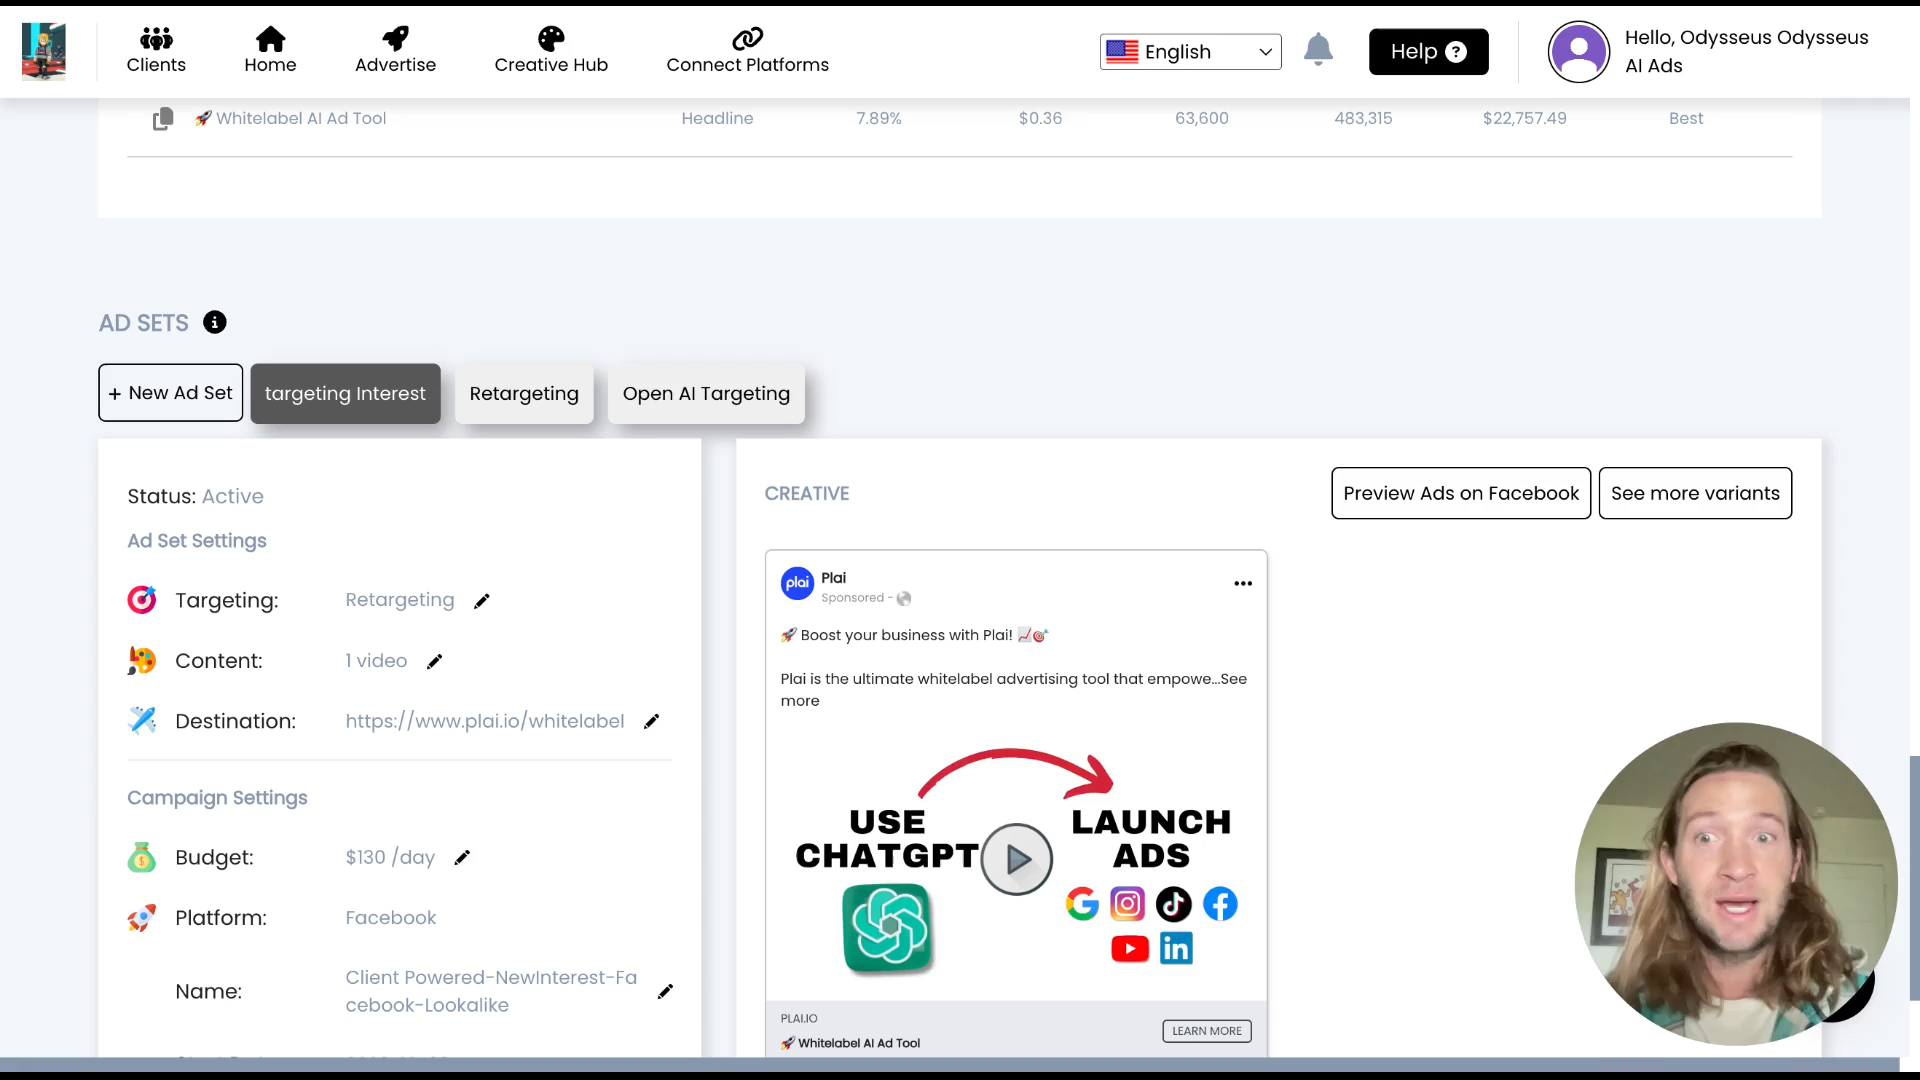 Clients
Home
Advertise
Creative Hub
Connect Platforms
English
Help ?
Hello, Odysseus Odysseus
AI Ads
🚀 Whitelabel AI Ad Tool Headline 7.89% $0.36 63,600 483,315 $22,757.49 Best
AD SETS
+ New Ad Set
targeting Interest
Retargeting
Open AI Targeting
Status: Active
Ad Set Settings
Targeting: Retargeting
Content: 1 video
Destination: https://www.plai.io/whitelabel
Campaign Settings
Budget: $130 /day
Platform: Facebook
Name: Client Powered-NewInterest-Fa
cebook-Lookalike
CREATIVE
Preview Ads on Facebook
See more variants
plai
Plai
Sponsored -
🚀 Boost your business with Plai! 📈🎯
Plai is the ultimate whitelabel advertising tool that empowe...See
more
USE
CHATGPT
LAUNCH
ADS
in
PLAI.IO
🚀 Whitelabel AI Ad Tool
LEARN MORE